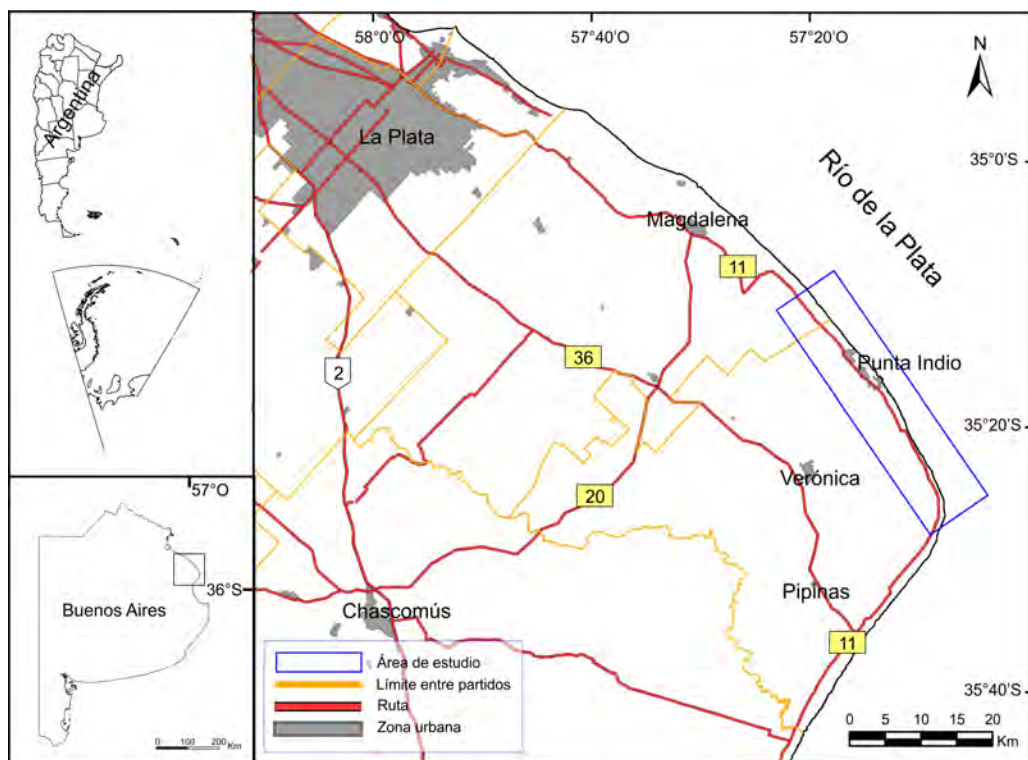 Argentina
57°O
36°S
Buenos Aires
0 100 200 Km
58°0'O
57°40'O
57°20'O
N
La Plata
35°0'S
Río de la Plata
Magdalena
11
36
2
Punta Indio
35°20'S
Verónica
20
Pipinas
Chascomús
11
35°40'S
Área de estudio
Límite entre partidos
Ruta
Zona urbana
0 5 10 15 20
Km